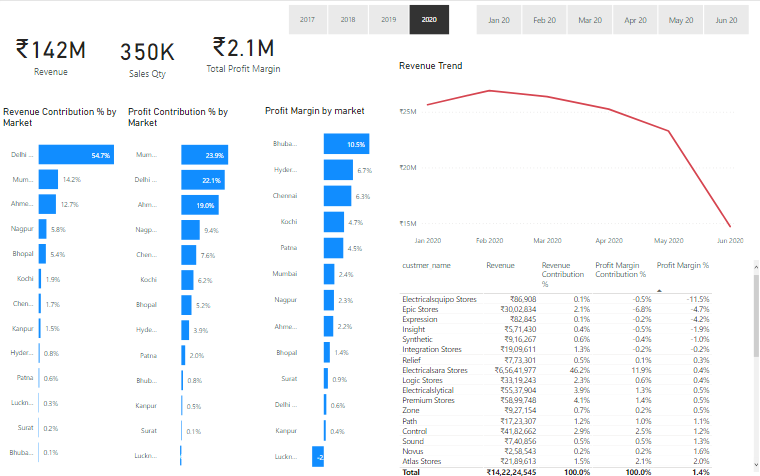 2017 2018 2019 2020 Jan 20 Feb 20 Mar 20 Apr 20 May 20 Jun 20
₹142M
Revenue
350K
Sales Qty
₹2.1M
Total Profit Margin
Revenue Contribution % by
Market
Delhi ... 54.7%
Mum... 14.2%
Ahme... 12.7%
Nagpur 5.8%
Bhopal 5.4%
Kochi 1.9%
Chen... 1.7%
Kanpur 1.5%
Hyder... 0.8%
Patna 0.6%
Luckn... 0.3%
Surat 0.2%
Bhuba... 0.1%
Profit Contribution % by
Market
Mum... 23.9%
Delhi ... 22.1%
Ahm... 19.0%
Nagp... 9.4%
Chen... 7.6%
Kochi 6.2%
Bhopal 5.2%
Hyde... 3.9%
Patna 2.0%
Bhub... 0.8%
Kanpur 0.5%
Surat 0.1%
Luckn...
Profit Margin by market
Bhuba... 10.5%
Hyder... 6.7%
Chennai 6.3%
Kochi 4.7%
Patna 4.5%
Mumbai 2.4%
Nagpur 2.3%
Ahme... 2.2%
Bhopal 1.4%
Surat 0.9%
Delhi ... 0.6%
Kanpur 0.4%
Luckn... -2.
Revenue Trend
₹25M
₹20M
₹15M
Jan 2020 Feb 2020 Mar 2020 Apr 2020 May 2020 Jun 2020
custmer_name Revenue Revenue Contribution % Profit Margin Contribution % Profit Margin %
Electricalsquipo Stores ₹86,908 0.1% -0.5% -11.5%
Epic Stores ₹30,02,834 2.1% -6.8% -4.7%
Expression ₹82,845 0.1% -0.2% -4.2%
Insight ₹5,71,430 0.4% -0.5% -1.9%
Synthetic ₹9,16,267 0.6% -0.4% -1.0%
Integration Stores ₹19,09,611 1.3% -0.2% -0.2%
Relief ₹7,73,301 0.5% 0.1% 0.3%
Electricalsara Stores ₹6,56,41,977 46.2% 11.9% 0.4%
Logic Stores ₹33,19,243 2.3% 0.6% 0.4%
Electricalslytical ₹55,37,904 3.9% 1.3% 0.5%
Premium Stores ₹58,99,748 4.1% 1.4% 0.5%
Zone ₹9,27,154 0.7% 0.2% 0.5%
Path ₹17,23,307 1.2% 1.0% 1.1%
Control ₹41,82,662 2.9% 2.5% 1.2%
Sound ₹7,40,856 0.5% 0.5% 1.3%
Novus ₹2,58,543 0.2% 0.2% 1.6%
Atlas Stores ₹21,89,613 1.5% 2.1% 2.0%
Total ₹14,22,24,545 100.0% 100.0% 1.4%